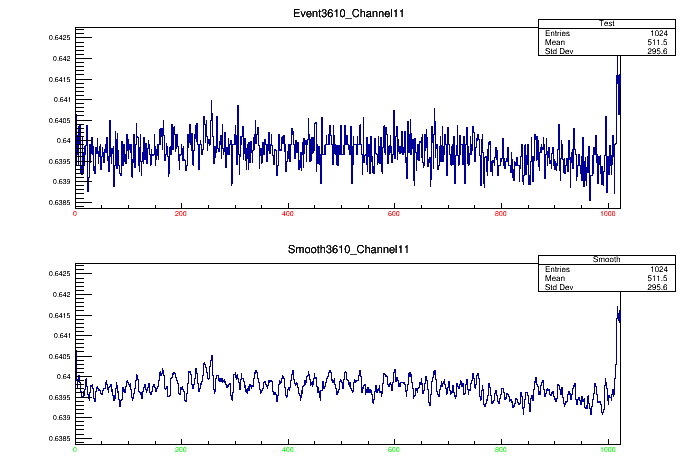 Event3610_Channel11
Test
Entries 1024
Mean 511.5
Std Dev 295.6
0.6425
0.642
0.6415
0.641
0.6405
0.64
0.6395
0.639
0.6385
0 200 400 600 800 1000
Smooth3610_Channel11
Smooth
Entries 1024
Mean 511.5
Std Dev 295.6
0.6425
0.642
0.6415
0.641
0.6405
0.64
0.6395
0.639
0.6385
0 200 400 600 800 1000